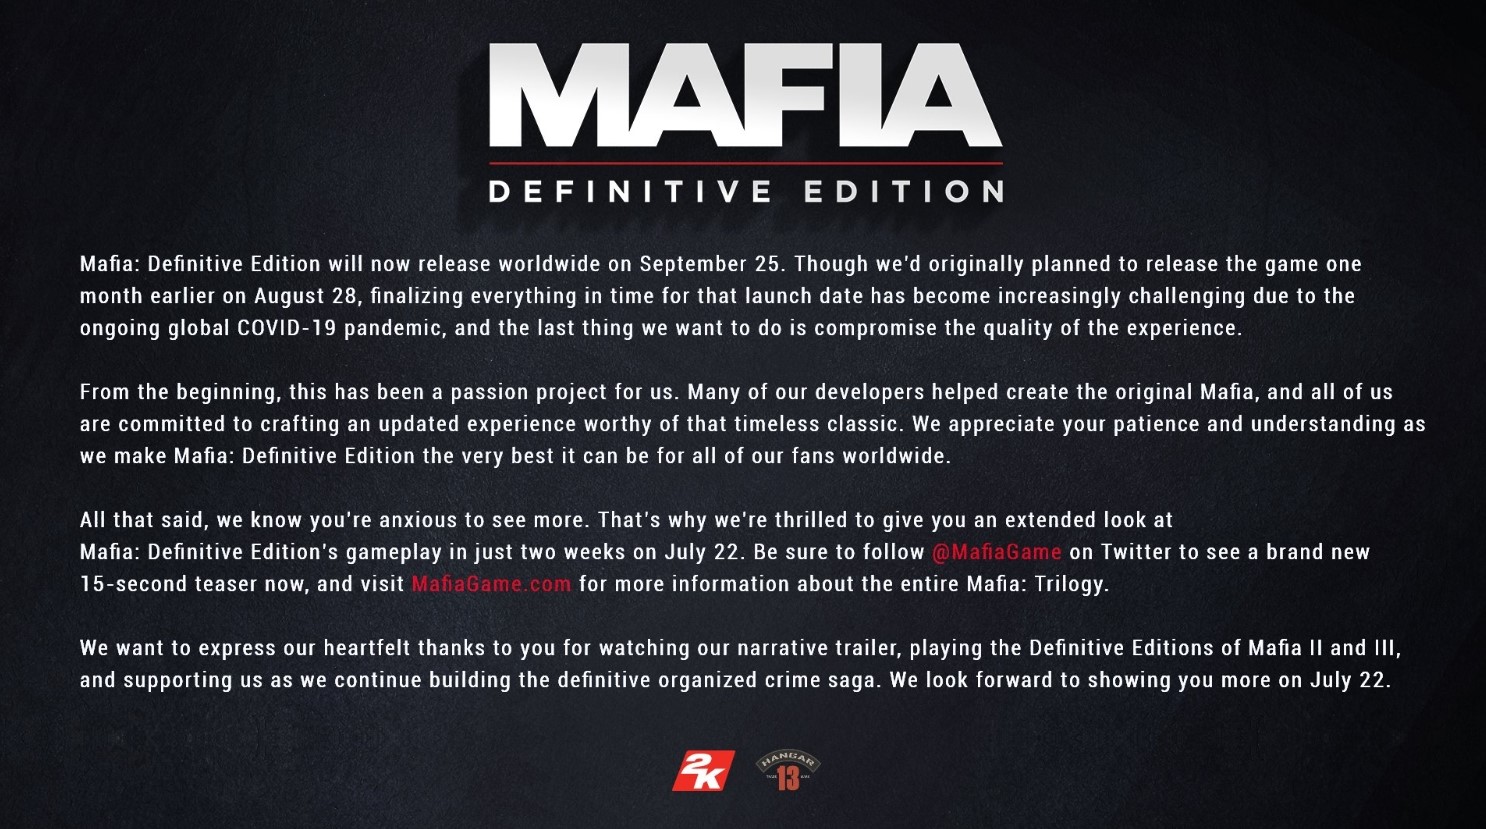 MAFIA
DEFINITIVE EDITION
Mafia: Definitive Edition will now release worldwide on September 25. Though we'd originally planned to release the game one
month earlier on August 28, finalizing everything in time for that launch date has become increasingly challenging due to the
ongoing global COVID-19 pandemic, and the last thing we want to do is compromise the quality of the experience.
From the beginning, this has been a passion project for us. Many of our developers helped create the original Mafia, and all of us
are committed to crafting an updated experience worthy of that timeless classic. We appreciate your patience and understanding as
we make Mafia: Definitive Edition the very best it can be for all of our fans worldwide.
All that said, we know you're anxious to see more. That's why we're thrilled to give you an extended look at
Mafia: Definitive Edition's gameplay in just two weeks on July 22. Be sure to follow @MafiaGame on Twitter to see a brand new
15-second teaser now, and visit MafiaGame.com for more information about the entire Mafia: Trilogy.
We want to express our heartfelt thanks to you for watching our narrative trailer, playing the Definitive Editions of Mafia II and III,
and supporting us as we continue building the definitive organized crime saga. We look forward to showing you more on July 22.
2K
HANGAR
13